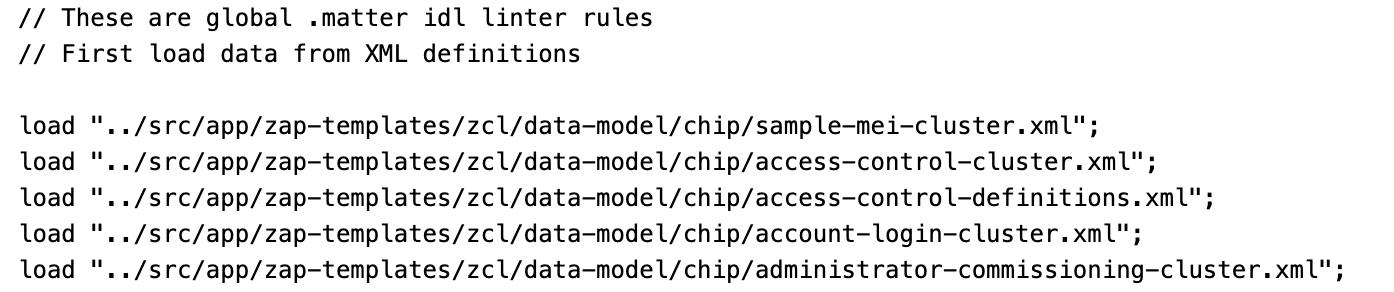 // These are global .matter idl linter rules
// First load data from XML definitions
load "../src/app/zap-templates/zcl/data-model/chip/sample-mei-cluster.xml";
load "../src/app/zap-templates/zcl/data-model/chip/access-control-cluster.xml";
load "../src/app/zap-templates/zcl/data-model/chip/access-control-definitions.xml";
load "../src/app/zap-templates/zcl/data-model/chip/account-login-cluster.xml";
load "../src/app/zap-templates/zcl/data-model/chip/administrator-commissioning-cluster.xml";